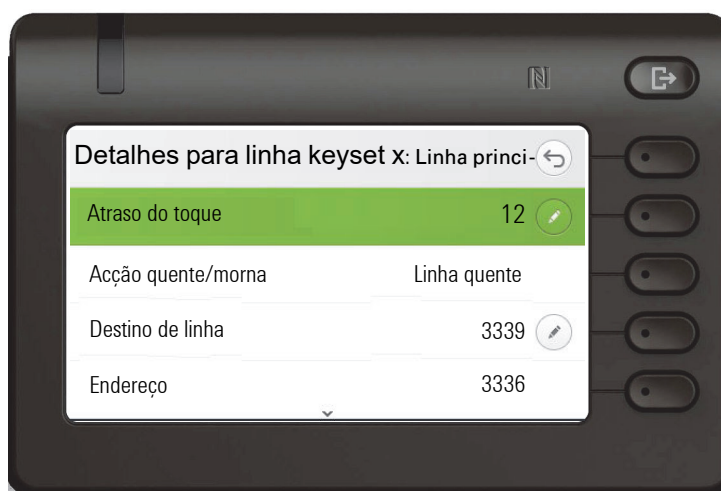 Detalhes para linha keyset x: Linha princi-
Atraso do toque 12
Acção quente/morna Linha quente
Destino de linha 3339
Endereço 3336